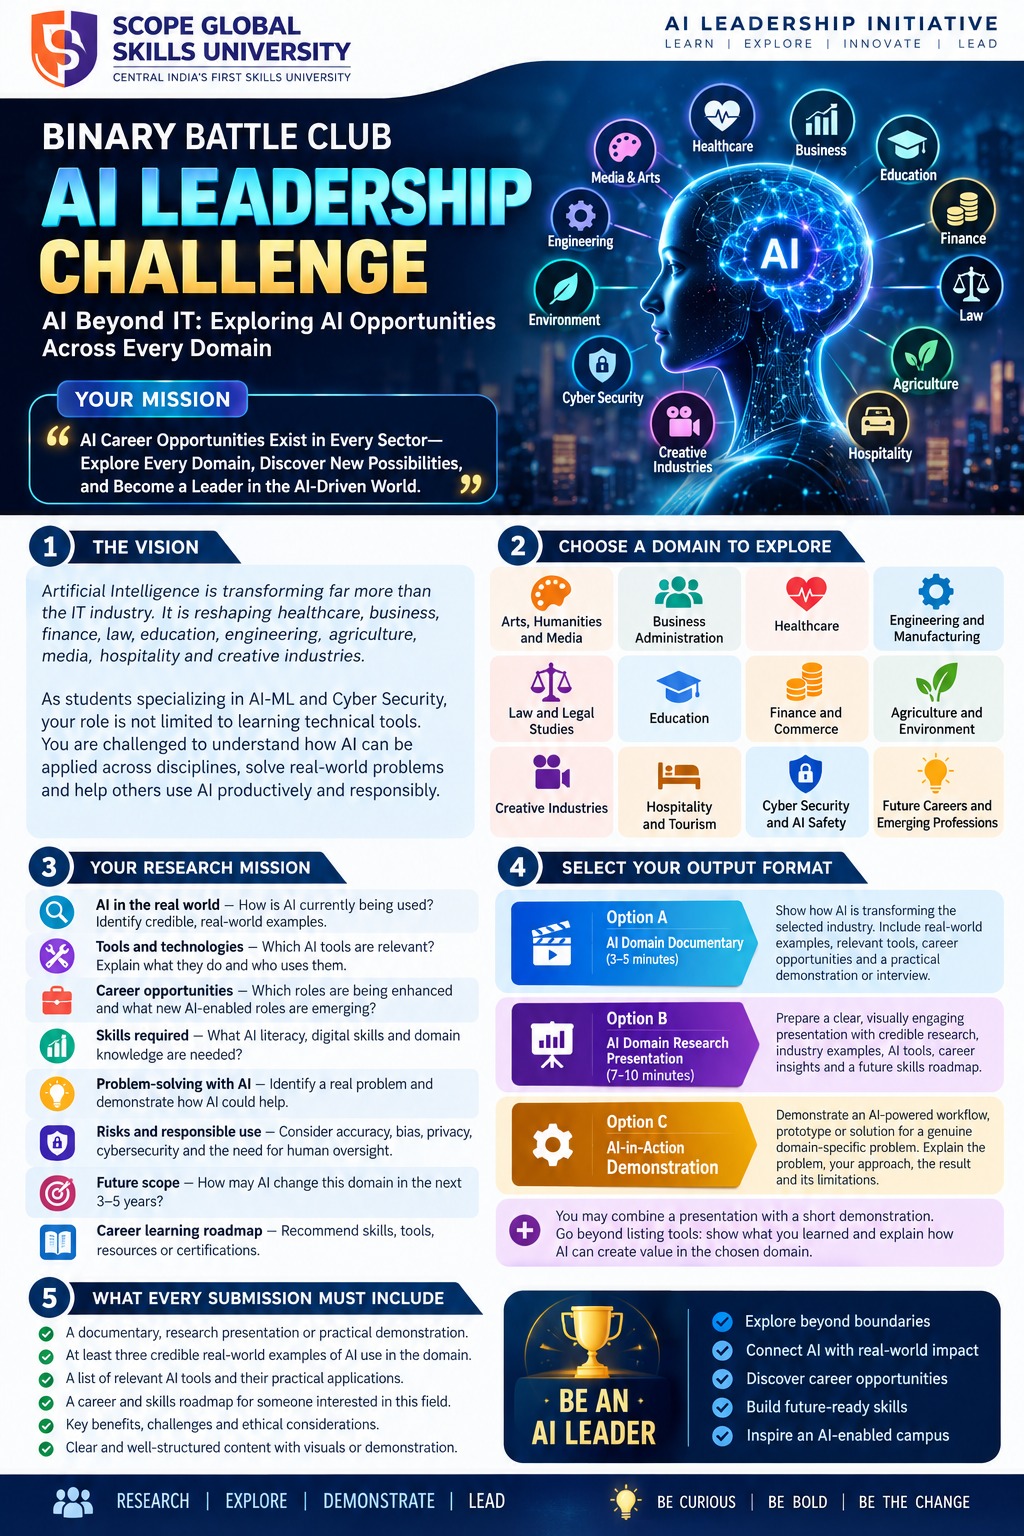 SCOPE GLOBAL
SKILLS UNIVERSITY
CENTRAL INDIA'S FIRST SKILLS UNIVERSITY
AI LEADERSHIP INITIATIVE
LEARN | EXPLORE | INNOVATE | LEAD
BINARY BATTLE CLUB
AI LEADERSHIP
CHALLENGE
AI Beyond IT: Exploring AI Opportunities
Across Every Domain
YOUR MISSION
“ AI Career Opportunities Exist in Every Sector—
Explore Every Domain, Discover New Possibilities,
and Become a Leader in the AI-Driven World. ”
Healthcare
Business
Media & Arts
Education
Engineering
Finance
AI
Environment
Law
Cyber Security
Agriculture
Creative
Industries
Hospitality
1 THE VISION
Artificial Intelligence is transforming far more than
the IT industry. It is reshaping healthcare, business,
finance, law, education, engineering, agriculture,
media, hospitality and creative industries.
As students specializing in AI-ML and Cyber Security,
your role is not limited to learning technical tools.
You are challenged to understand how AI can be
applied across disciplines, solve real-world problems
and help others use AI productively and responsibly.
2 CHOOSE A DOMAIN TO EXPLORE
Arts, Humanities
and Media
Business
Administration
Healthcare
Engineering and
Manufacturing
Law and Legal
Studies
Education
Finance and
Commerce
Agriculture and
Environment
Creative Industries
Hospitality
and Tourism
Cyber Security
and AI Safety
Future Careers and
Emerging Professions
3 YOUR RESEARCH MISSION
AI in the real world — How is AI currently being used?
Identify credible, real-world examples.
Tools and technologies — Which AI tools are relevant?
Explain what they do and who uses them.
Career opportunities — Which roles are being enhanced
and what new AI-enabled roles are emerging?
Skills required — What AI literacy, digital skills and domain
knowledge are needed?
Problem-solving with AI — Identify a real problem and
demonstrate how AI could help.
Risks and responsible use — Consider accuracy, bias, privacy,
cybersecurity and the need for human oversight.
Future scope — How may AI change this domain in the next
3–5 years?
Career learning roadmap — Recommend skills, tools,
resources or certifications.
4 SELECT YOUR OUTPUT FORMAT
Option A
AI Domain Documentary
(3–5 minutes)
Show how AI is transforming the
selected industry. Include real-world
examples, relevant tools, career
opportunities and a practical
demonstration or interview.
Option B
AI Domain Research
Presentation
(7–10 minutes)
Prepare a clear, visually engaging
presentation with credible research,
industry examples, AI tools, career
insights and a future skills roadmap.
Option C
AI-in-Action
Demonstration
Demonstrate an AI-powered workflow,
prototype or solution for a genuine
domain-specific problem. Explain the
problem, your approach, the result
and its limitations.
You may combine a presentation with a short demonstration.
Go beyond listing tools: show what you learned and explain how
AI can create value in the chosen domain.
5 WHAT EVERY SUBMISSION MUST INCLUDE
A documentary, research presentation or practical demonstration.
At least three credible real-world examples of AI use in the domain.
A list of relevant AI tools and their practical applications.
A career and skills roadmap for someone interested in this field.
Key benefits, challenges and ethical considerations.
Clear and well-structured content with visuals or demonstration.
BE AN
AI LEADER
Explore beyond boundaries
Connect AI with real-world impact
Discover career opportunities
Build future-ready skills
Inspire an AI-enabled campus
RESEARCH | EXPLORE | DEMONSTRATE | LEAD
BE CURIOUS | BE BOLD | BE THE CHANGE